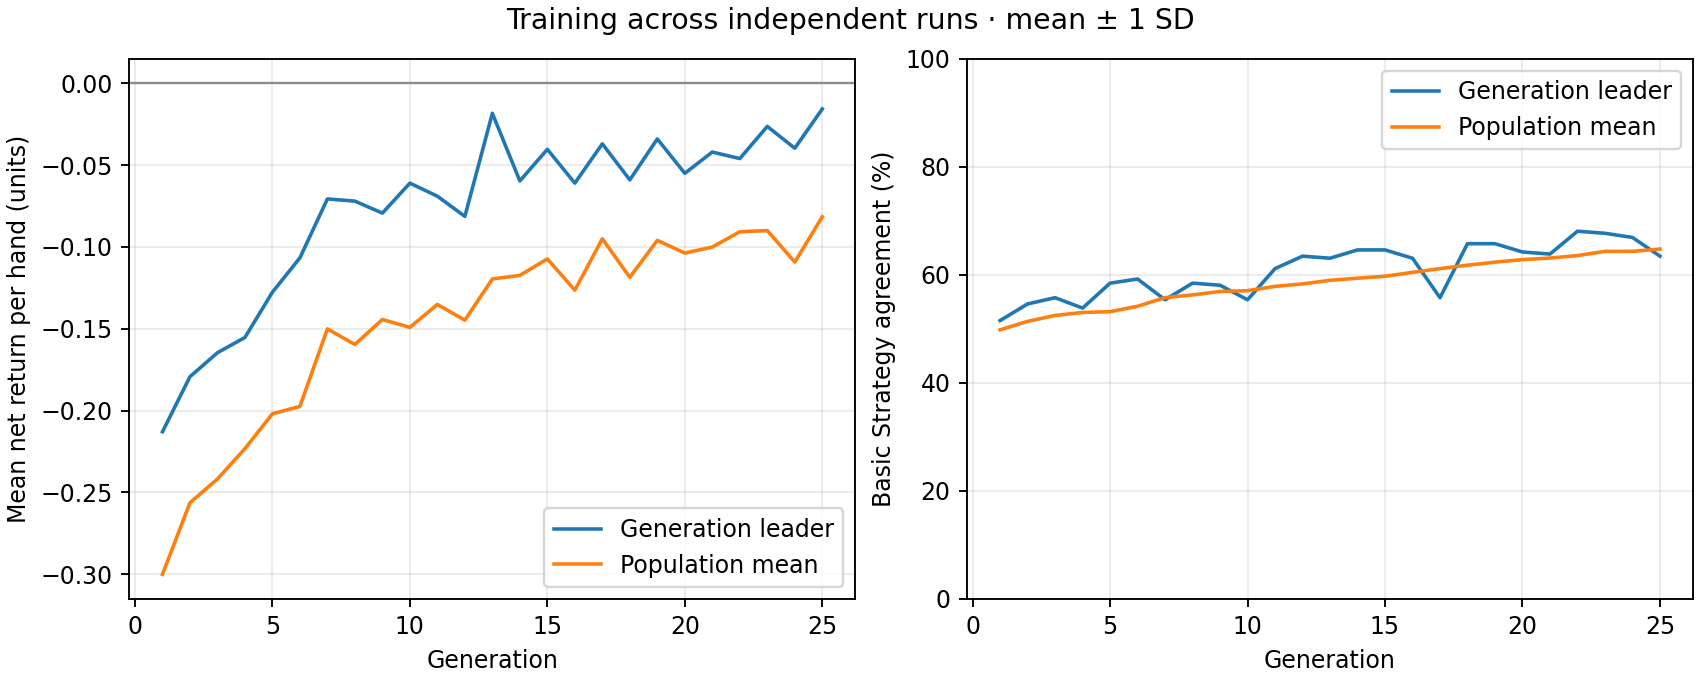 Training across independent runs · mean ± 1 SD
Mean net return per hand (units)
0.00
−0.05
−0.10
−0.15
−0.20
−0.25
−0.30
Generation leader
Population mean
0 5 10 15 20 25
Generation
Basic Strategy agreement (%)
100
80
60
40
20
0
Generation leader
Population mean
0 5 10 15 20 25
Generation